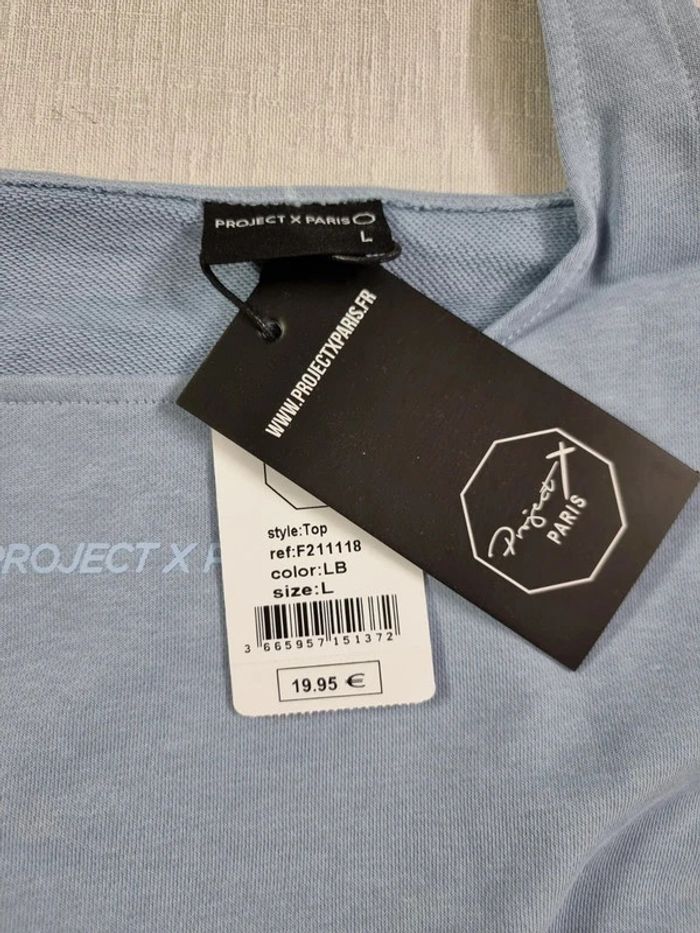 PROJECT X PARIS
L
WWW.PROJECTXPARIS.FR
Project X
PARIS
style:Top
ref:F211118
color:LB
size:L
3 665957 151372
19.95 €
PROJECT X P